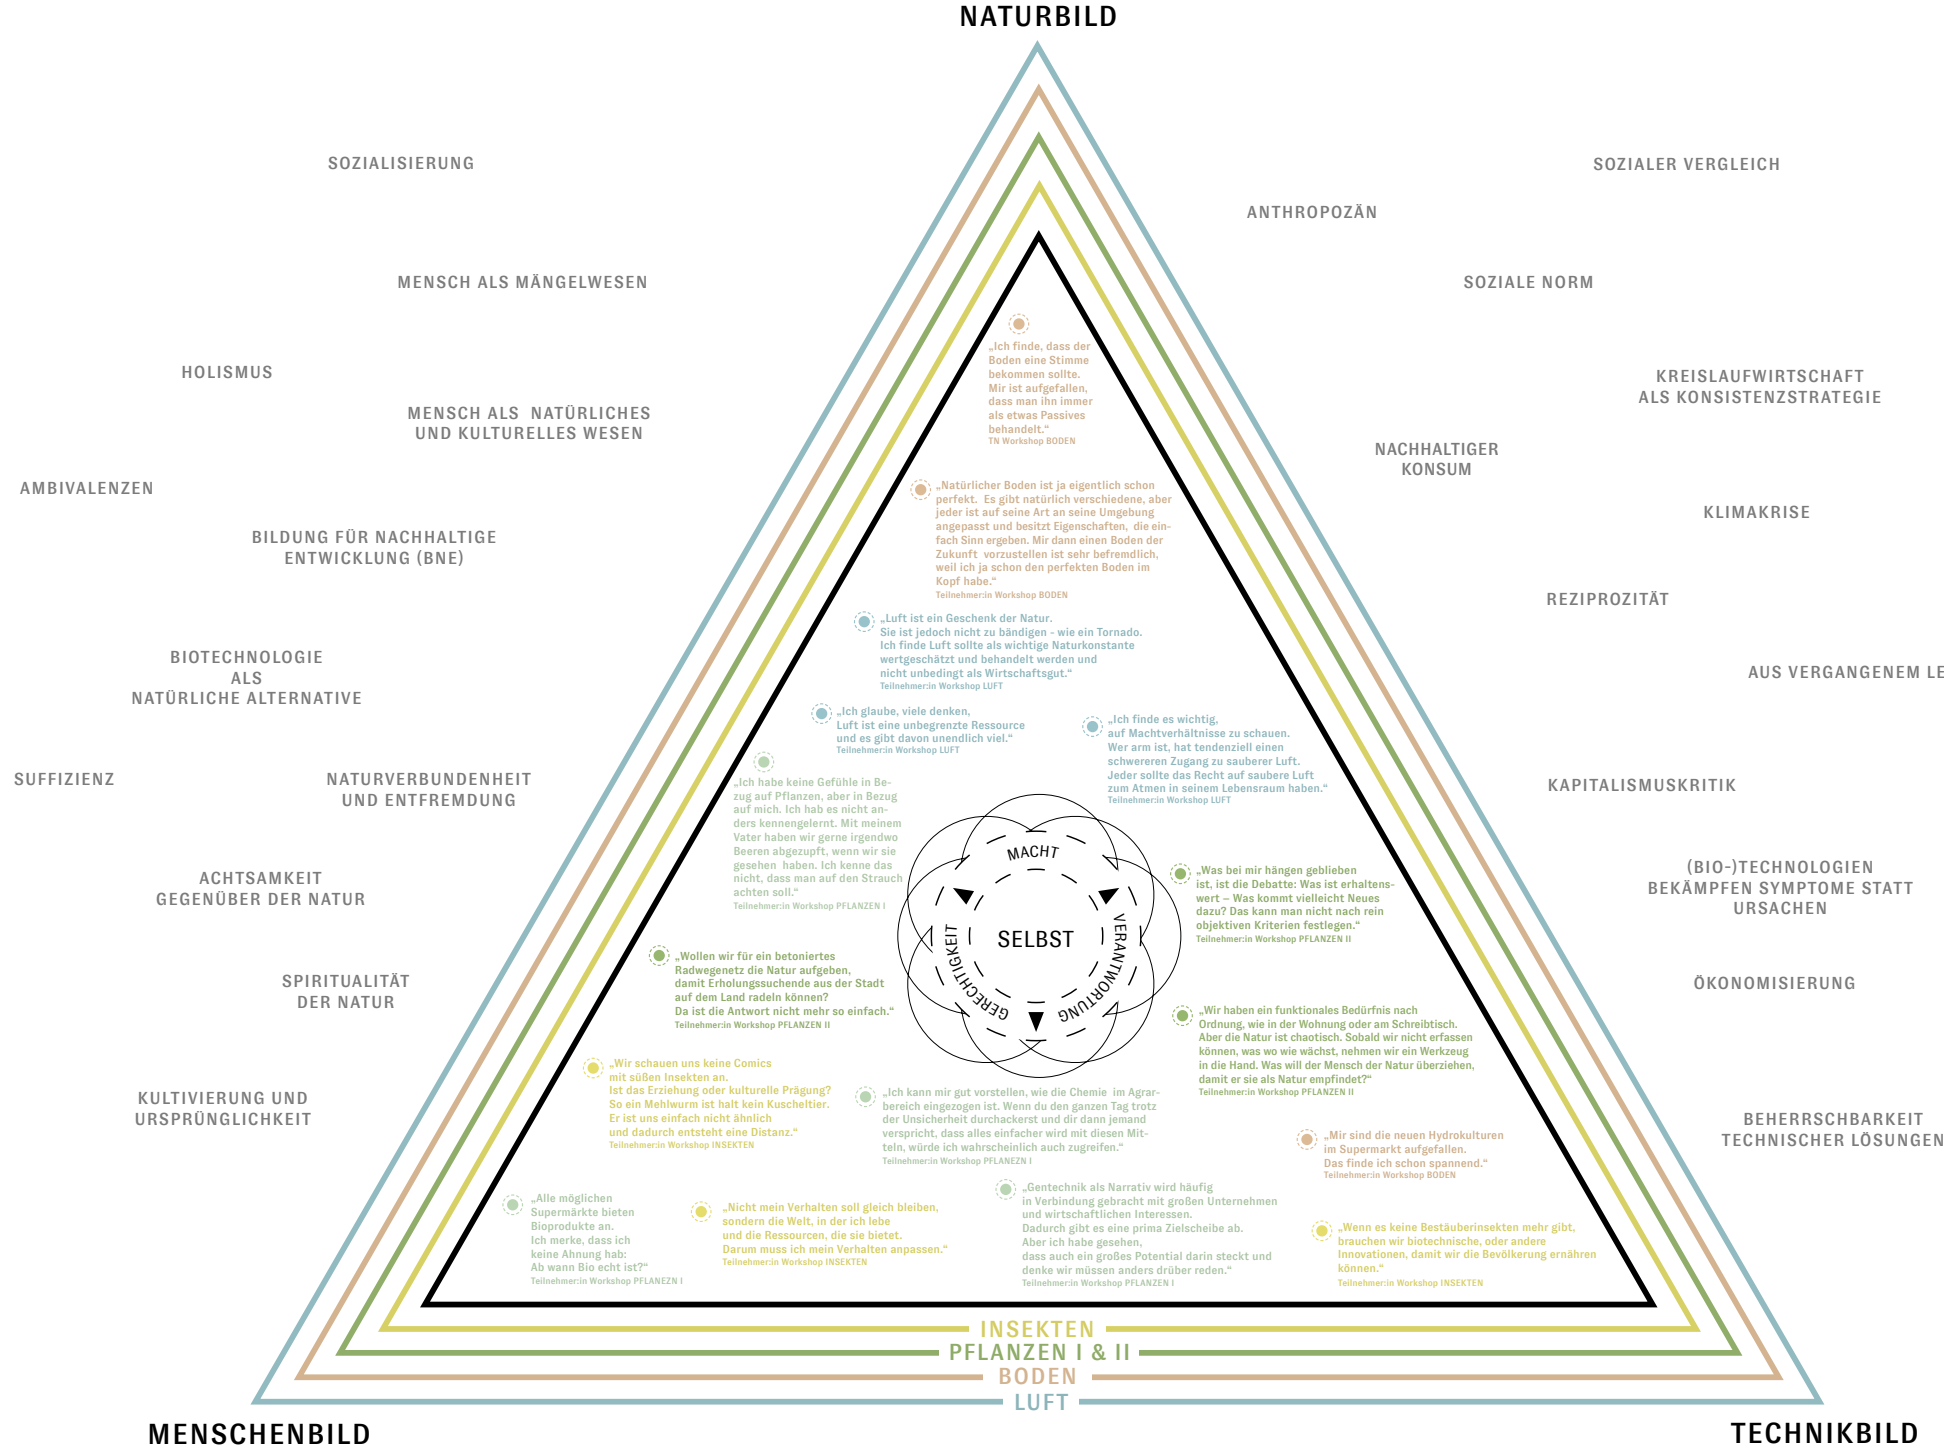 NATURBILD
SOZIALISIERUNG
MENSCH ALS MÄNGELWESEN
HOLISMUS
MENSCH ALS NATÜRLICHES
UND KULTURELLES WESEN
AMBIVALENZEN
BILDUNG FÜR NACHHALTIGE
ENTWICKLUNG (BNE)
BIOTECHNOLOGIE
ALS
NATÜRLICHE ALTERNATIVE
SUFFIZIENZ
NATURVERBUNDENHEIT
UND ENTFREMDUNG
ACHTSAMKEIT
GEGENÜBER DER NATUR
SPIRITUALITÄT
DER NATUR
KULTIVIERUNG UND
URSPRÜNGLICHKEIT
„Ich finde, dass der
Boden eine Stimme
bekommen sollte.
Mir ist aufgefallen,
dass man ihn immer
als etwas Passives
behandelt.“
TN Workshop BODEN
„Natürlicher Boden ist ja eigentlich schon
perfekt. Es gibt natürlich verschiedene, aber
jeder ist auf seine Art an seine Umgebung
angepasst und besitzt Eigenschaften, die ein-
fach Sinn ergeben. Mir dann einen Boden der
Zukunft vorzustellen ist sehr befremdlich,
weil ich ja schon den perfekten Boden im
Kopf habe.“
Teilnehmer:in Workshop BODEN
„Luft ist ein Geschenk der Natur.
Sie ist jedoch nicht zu bändigen - wie ein Tornado.
Ich finde Luft sollte als wichtige Naturkonstante
wertgeschätzt und behandelt werden und
nicht unbedingt als Wirtschaftsgut.“
Teilnehmer:in Workshop LUFT
„Ich glaube, viele denken,
Luft ist eine unbegrenzte Ressource
und es gibt davon unendlich viel.“
Teilnehmer:in Workshop LUFT
„Ich finde es wichtig,
auf Machtverhältnisse zu schauen.
Wer arm ist, hat tendenziell einen
schwereren Zugang zu sauberer Luft.
Jeder sollte das Recht auf saubere Luft
zum Atmen in seinem Lebensraum haben.“
Teilnehmer:in Workshop LUFT
„Ich habe keine Gefühle in Be-
zug auf Pflanzen, aber in Bezug
auf mich. Ich hab es nicht an-
ders kennengelernt. Mit meinem
Vater haben wir gerne irgendwo
Beeren abgezupft, wenn wir sie
gesehen haben. Ich kenne das
nicht, dass man auf den Strauch
achten soll.“
Teilnehmer:in Workshop PFLANZEN I
MACHT
VERANTWORTUNG
GERECHTIGKEIT
SELBST
„Was bei mir hängen geblieben
ist, ist die Debatte: Was ist erhaltens-
wert – Was kommt vielleicht Neues
dazu? Das kann man nicht nach rein
objektiven Kriterien festlegen.“
Teilnehmer:in Workshop PFLANZEN II
„Wollen wir für ein betoniertes
Radwegenetz die Natur aufgeben,
damit Erholungssuchende aus der Stadt
auf dem Land radeln können?
Da ist die Antwort nicht mehr so einfach.“
Teilnehmer:in Workshop PFLANZEN II
„Wir haben ein funktionales Bedürfnis nach
Ordnung, wie in der Wohnung oder am Schreibtisch.
Aber die Natur ist chaotisch. Sobald wir nicht erfassen
können, was wo wie wächst, nehmen wir ein Werkzeug
in die Hand. Was will der Mensch der Natur überziehen,
damit er sie als Natur empfindet?“
Teilnehmer:in Workshop PFLANZEN II
„Wir schauen uns keine Comics
mit süßen Insekten an.
Ist das Erziehung oder kulturelle Prägung?
So ein Mehlwurm ist halt kein Kuscheltier.
Er ist uns einfach nicht ähnlich
und dadurch entsteht eine Distanz.“
Teilnehmer:in Workshop INSEKTEN
„Ich kann mir gut vorstellen, wie die Chemie im Agrar-
bereich eingezogen ist. Wenn du den ganzen Tag trotz
der Unsicherheit durchackerst und dir dann jemand
verspricht, dass alles einfacher wird mit diesen Mit-
teln, würde ich wahrscheinlich auch zugreifen.“
Teilnehmer:in Workshop PFLANEZN I
„Mir sind die neuen Hydrokulturen
im Supermarkt aufgefallen.
Das finde ich schon spannend.“
Teilnehmer:in Workshop BODEN
„Alle möglichen
Supermärkte bieten
Bioprodukte an.
Ich merke, dass ich
keine Ahnung hab:
Ab wann Bio echt ist?“
Teilnehmer:in Workshop PFLANEZN I
„Nicht mein Verhalten soll gleich bleiben,
sondern die Welt, in der ich lebe
und die Ressourcen, die sie bietet.
Darum muss ich mein Verhalten anpassen.“
Teilnehmer:in Workshop INSEKTEN
„Gentechnik als Narrativ wird häufig
in Verbindung gebracht mit großen Unternehmen
und wirtschaftlichen Interessen.
Dadurch gibt es eine prima Zielscheibe ab.
Aber ich habe gesehen,
dass auch ein großes Potential darin steckt und
denke wir müssen anders drüber reden.“
Teilnehmer:in Workshop PFLANZEN I
„Wenn es keine Bestäuberinsekten mehr gibt,
brauchen wir biotechnische, oder andere
Innovationen, damit wir die Bevölkerung ernähren
können.“
Teilnehmer:in Workshop INSEKTEN
SOZIALER VERGLEICH
ANTHROPOZÄN
SOZIALE NORM
KREISLAUFWIRTSCHAFT
ALS KONSISTENZSTRATEGIE
NACHHALTIGER
KONSUM
KLIMAKRISE
REZIPROZITÄT
AUS VERGANGENEM LE
KAPITALISMUSKRITIK
(BIO-)TECHNOLOGIEN
BEKÄMPFEN SYMPTOME STATT
URSACHEN
ÖKONOMISIERUNG
BEHERRSCHBARKEIT
TECHNISCHER LÖSUNGEN
INSEKTEN
PFLANZEN I & II
BODEN
LUFT
MENSCHENBILD
TECHNIKBILD